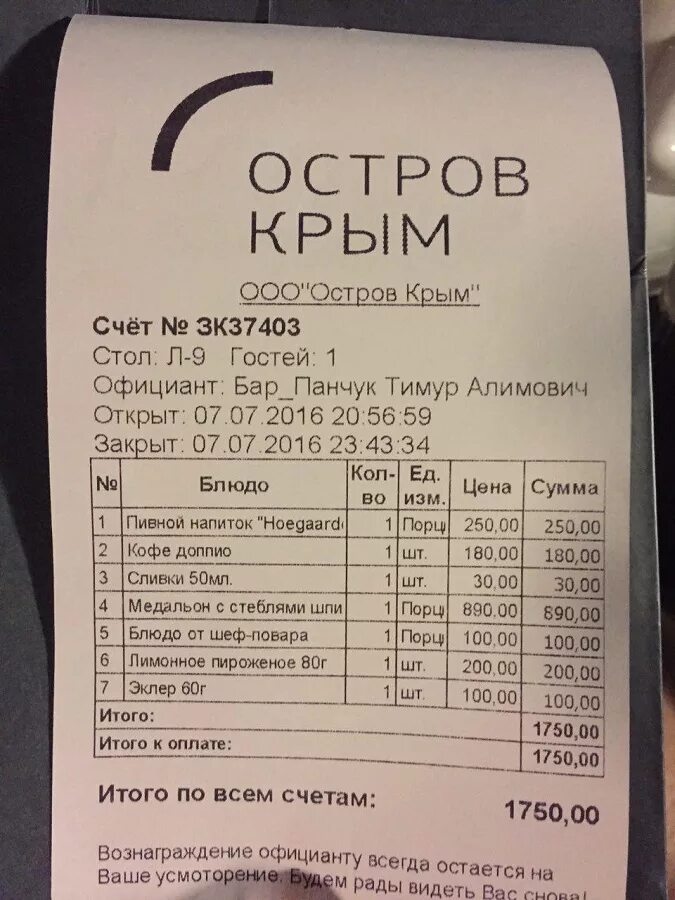 ОСТРОВ
КРЫМ
ООО"Остров Крым"
Счёт № ЗК37403
Стол: Л-9 Гостей: 1
Официант: Бар_Панчук Тимур Алимович
Открыт: 07.07.2016 20:56:59
Закрыт: 07.07.2016 23:43:34
№ Блюдо Кол-во Ед. изм. Цена Сумма
1 Пивной напиток "Hoegaard 1 Порц 250,00 250,00
2 Кофе доппио 1 шт. 180,00 180,00
3 Сливки 50мл. 1 шт. 30,00 30,00
4 Медальон с стеблями шпи 1 Порц 890,00 890,00
5 Блюдо от шеф-повара 1 Порц 100,00 100,00
6 Лимонное пироженое 80г 1 шт. 200,00 200,00
7 Эклер 60г 1 шт. 100,00 100,00
Итого: 1750,00
Итого к оплате: 1750,00
Итого по всем счетам: 1750,00
Вознаграждение официанту всегда остается на
Ваше усмоторение. Будем рады видеть Вас снова!